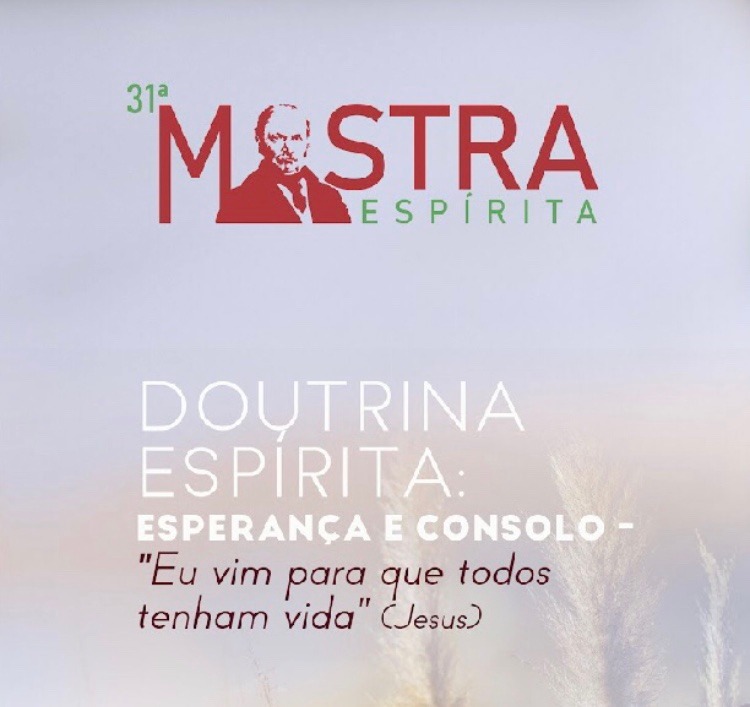 31ª
MOSTRA
ESPÍRITA
DOUTRINA
ESPÍRITA:
ESPERANÇA E CONSOLO -
"Eu vim para que todos
tenham vida" (Jesus)